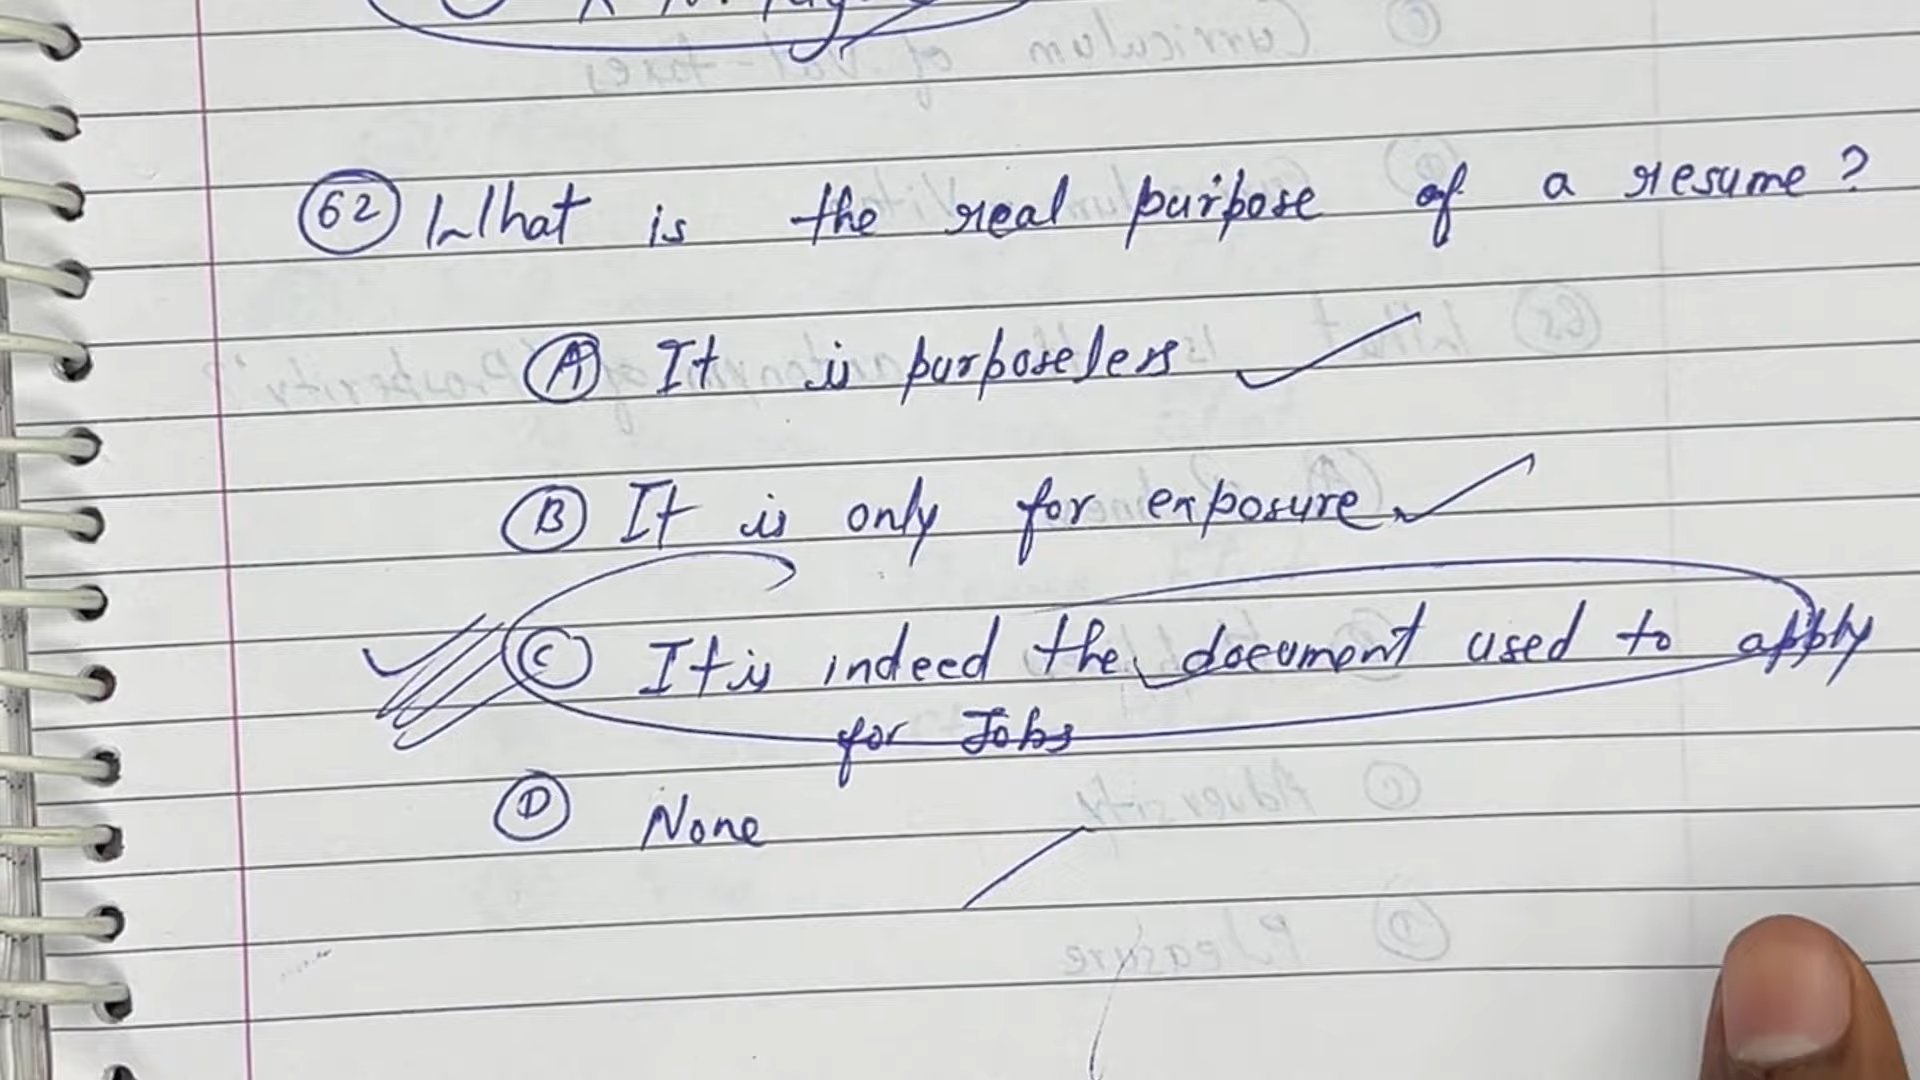 62 What is the real purpose of a resume?
A It is purposeless
B It is only for exposure
C It is indeed the document used to apply
for Jobs
D None